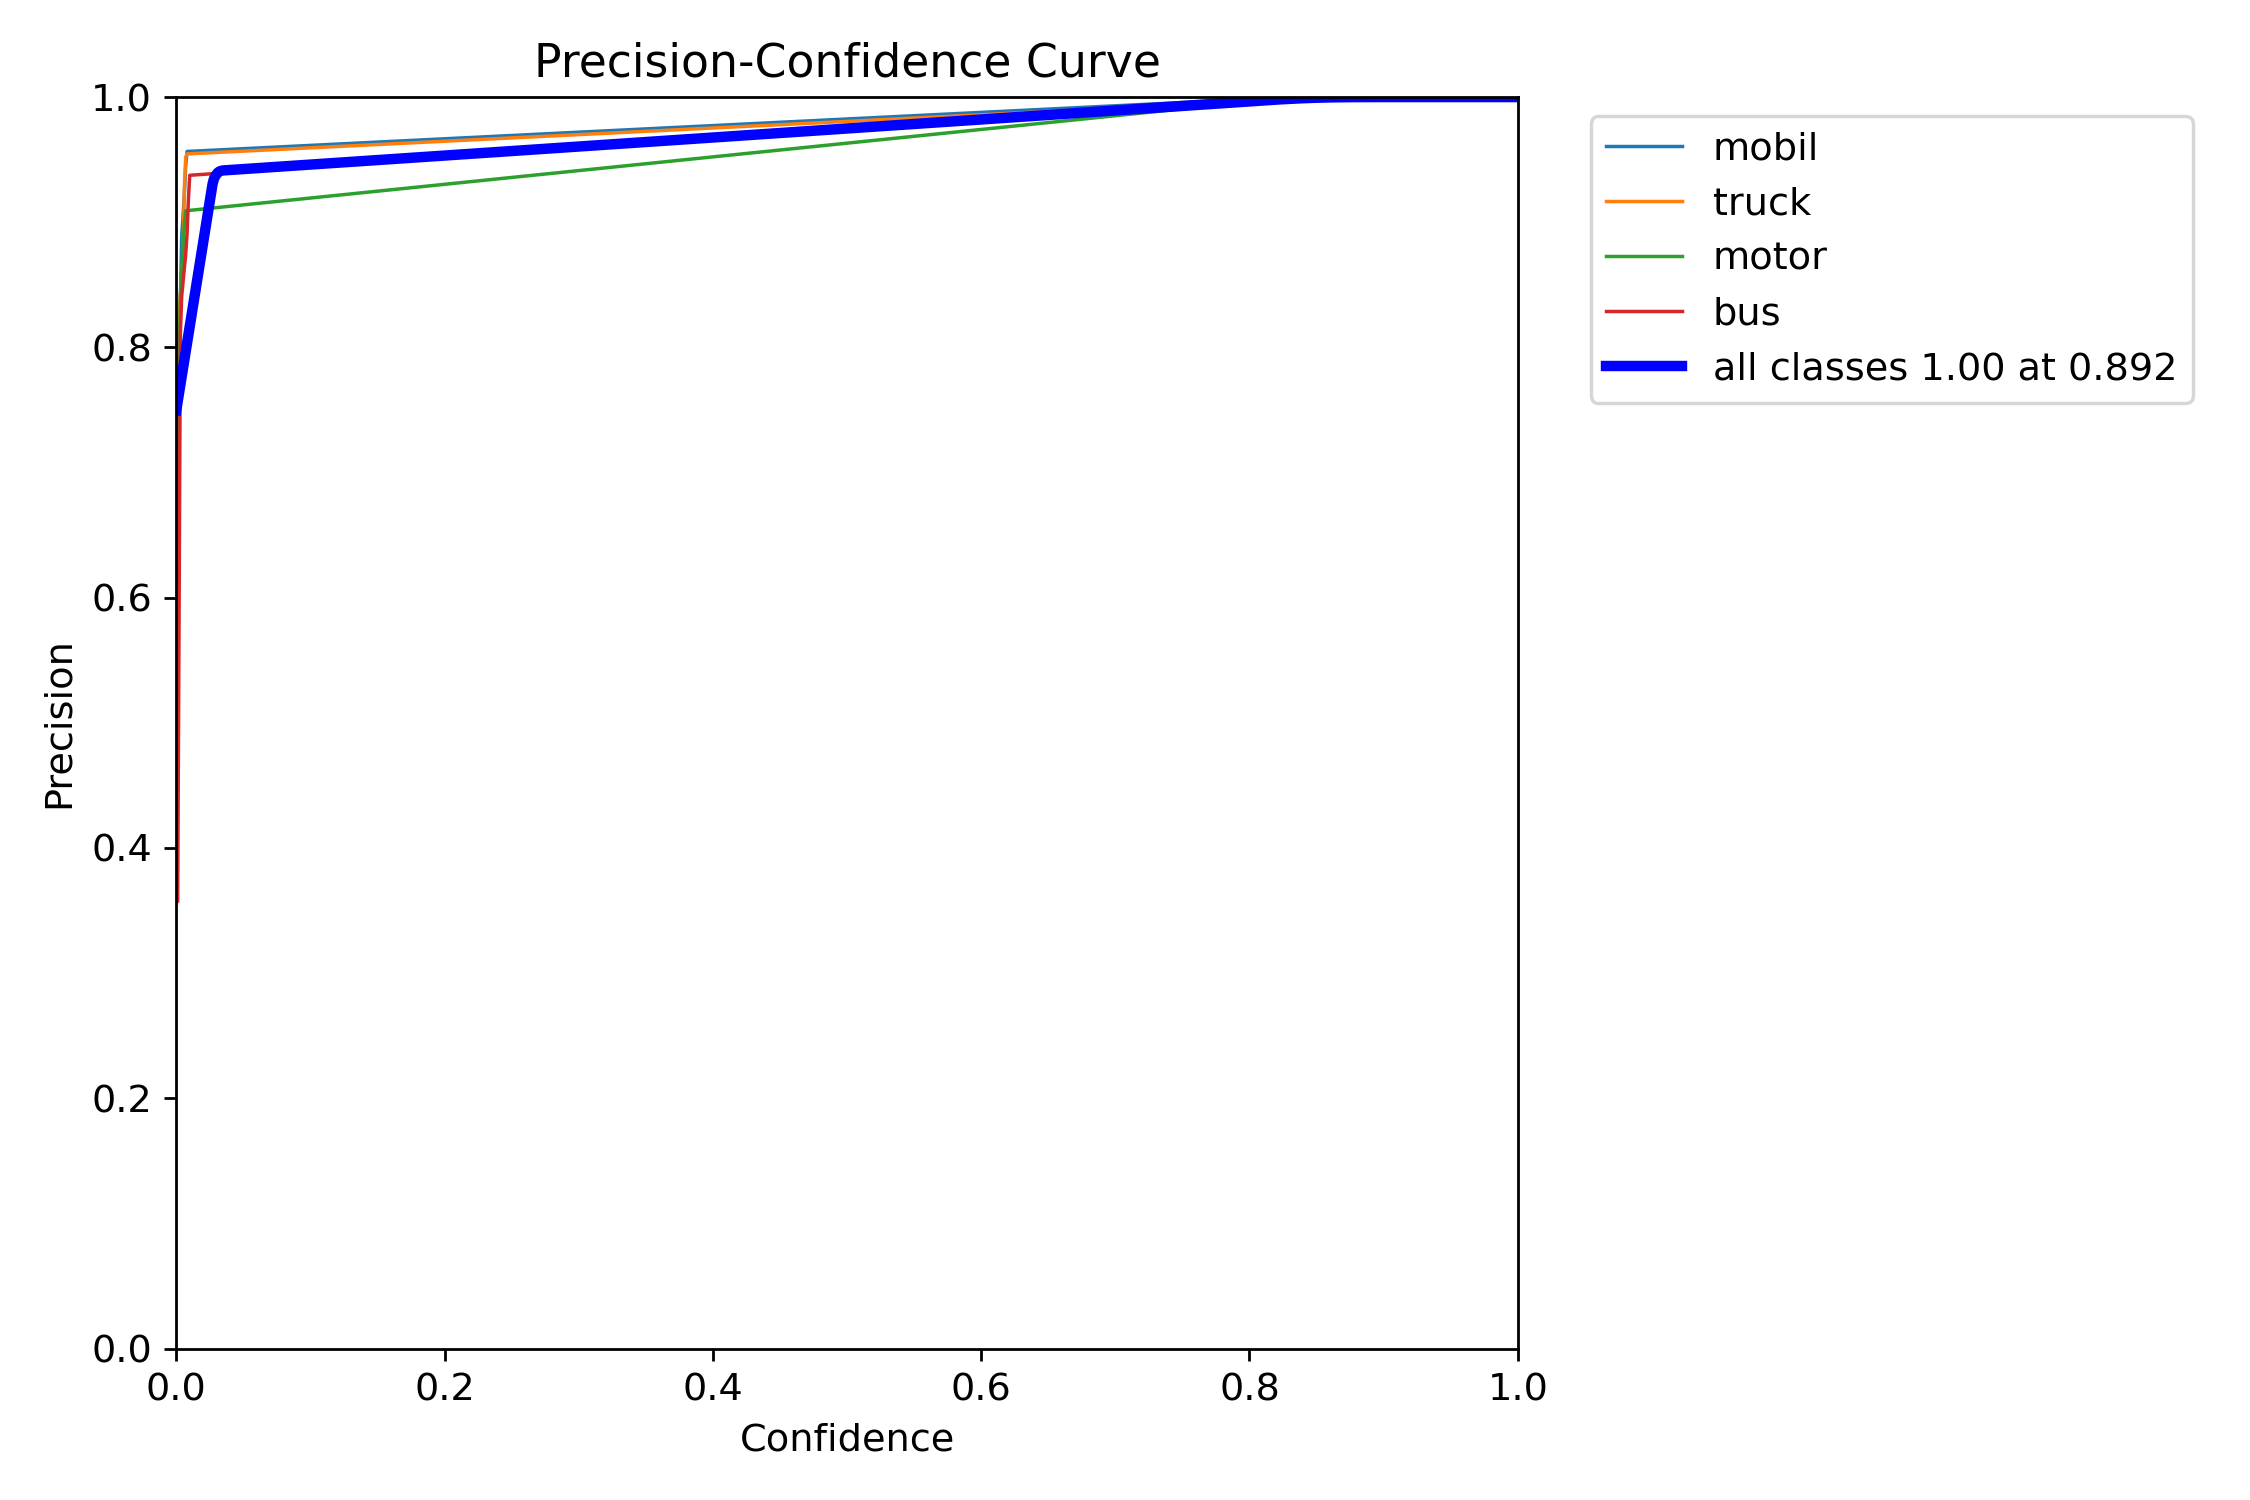 Precision-Confidence Curve
1.0
0.8
0.6
0.4
0.2
0.0
Precision
0.0 0.2 0.4 0.6 0.8 1.0
Confidence
mobil
truck
motor
bus
all classes 1.00 at 0.892